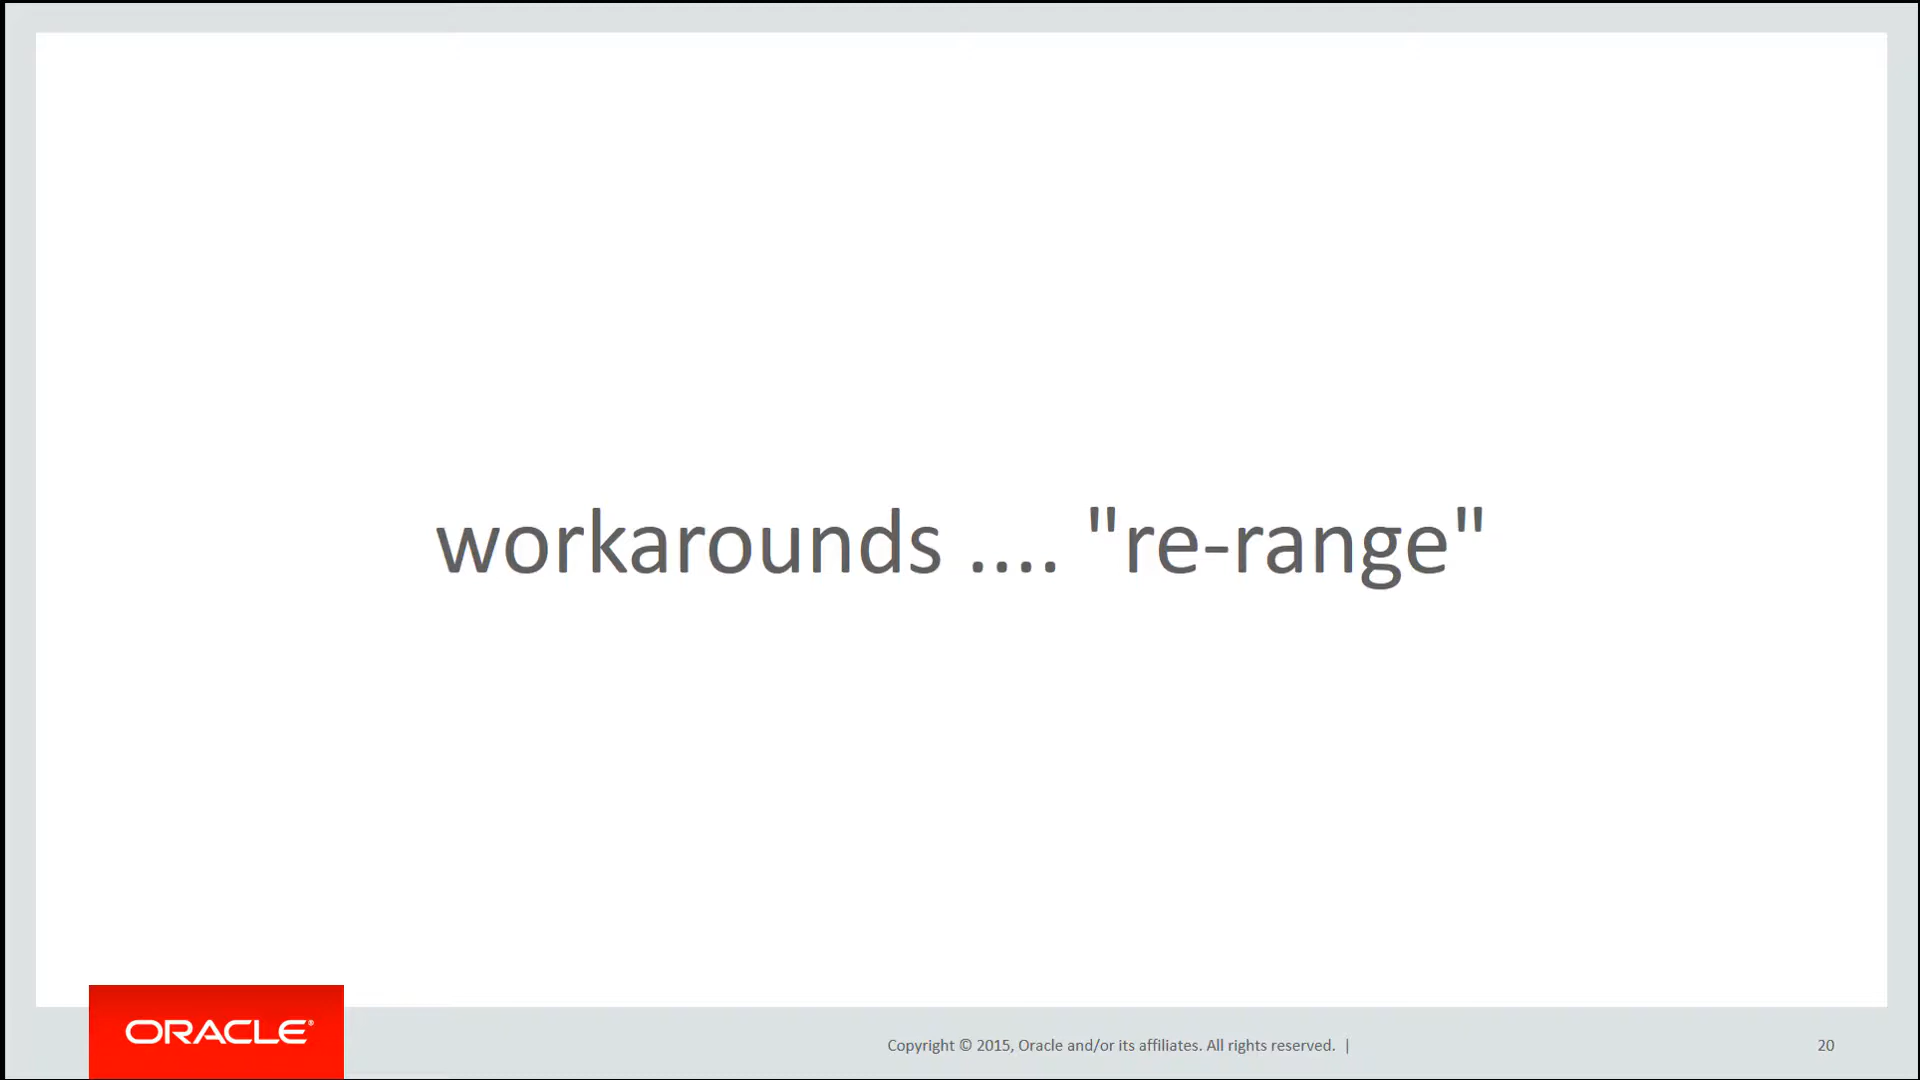 workarounds .... "re-range"
ORACLE®
Copyright © 2015, Oracle and/or its affiliates. All rights reserved. |
20